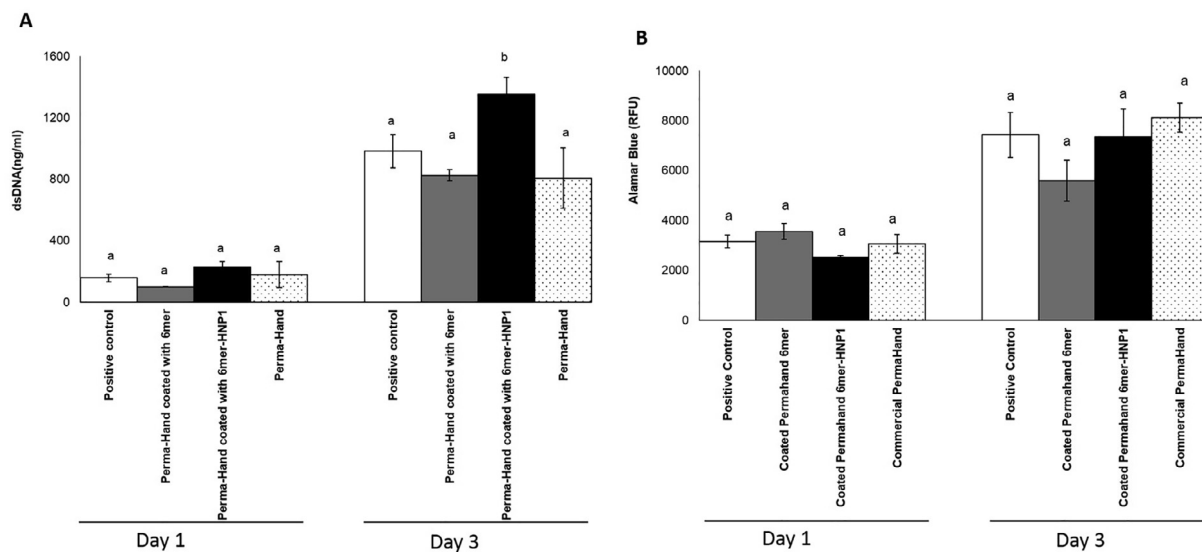 A
dsDNA(ng/ml)
1600
1200
800
400
0
a
a
a
a
a
a
b
a
Positive control
Perma-Hand coated with 6mer
Perma-Hand coated with 6mer-HNP1
Perma-Hand
Positive control
Perma-Hand coated with 6mer
Perma-Hand coated with 6mer-HNP1
Perma-Hand
Day 1
Day 3
B
Alamar Blue (RFU)
10000
8000
6000
4000
2000
0
a
a
a
a
a
a
a
a
Positive Control
Coated Permahand 6mer
Coated Permahand 6mer-HNP1
Commercial PermaHand
Positive Control
Coated Permahand 6mer
Coated Permahand 6mer-HNP1
Commercial PermaHand
Day 1
Day 3